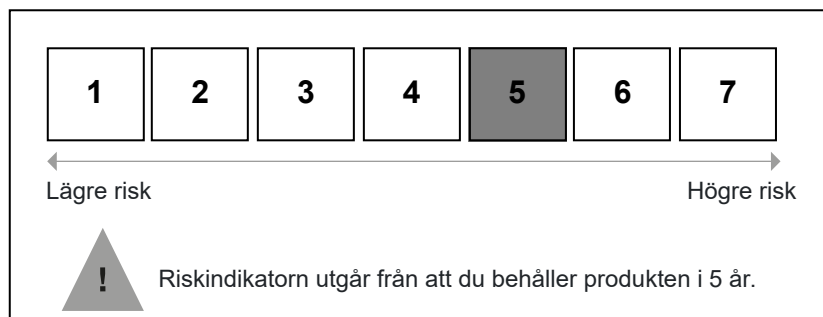 1 2 3 4 5 6 7
Lägre risk Högre risk
! Riskindikatorn utgår från att du behåller produkten i 5 år.